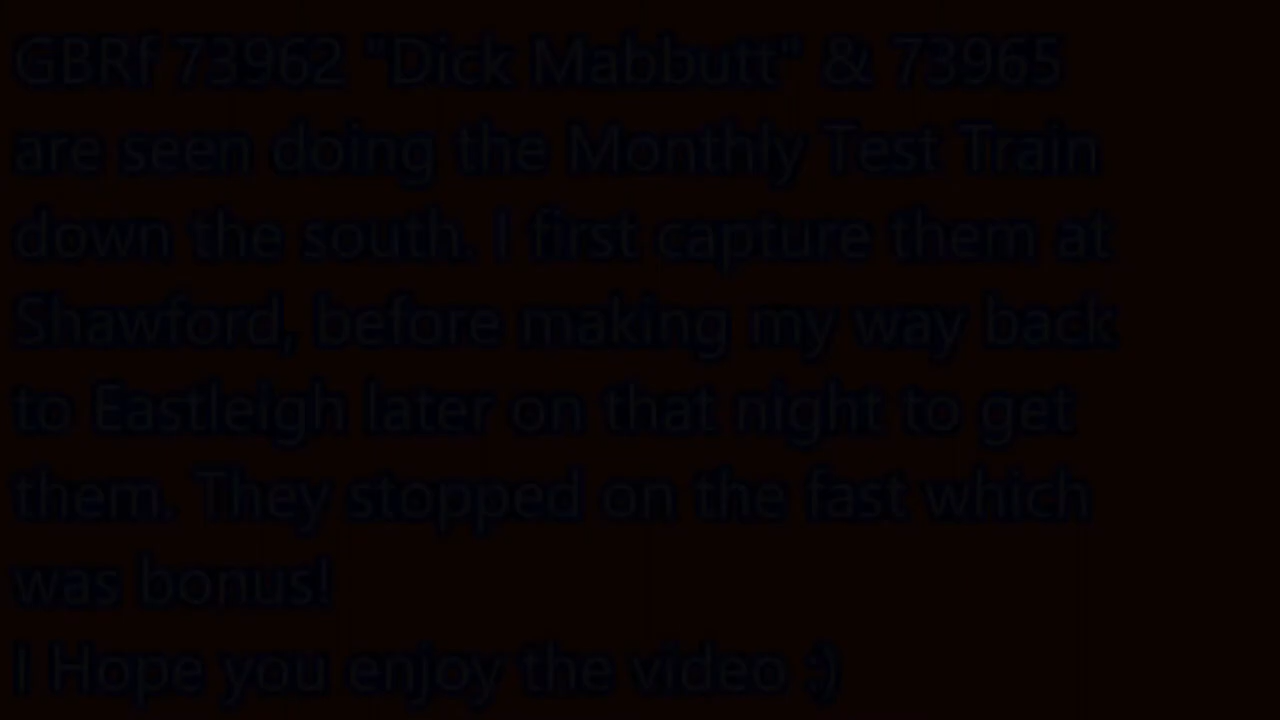 GBRf 73962 "Dick Mabbutt" & 73965
are seen doing the Monthly Test Train
down the south. I first capture them at
Shawford, before making my way back
to Eastleigh later on that night to get
them. They stopped on the fast which
was bonus!
I Hope you enjoy the video :)